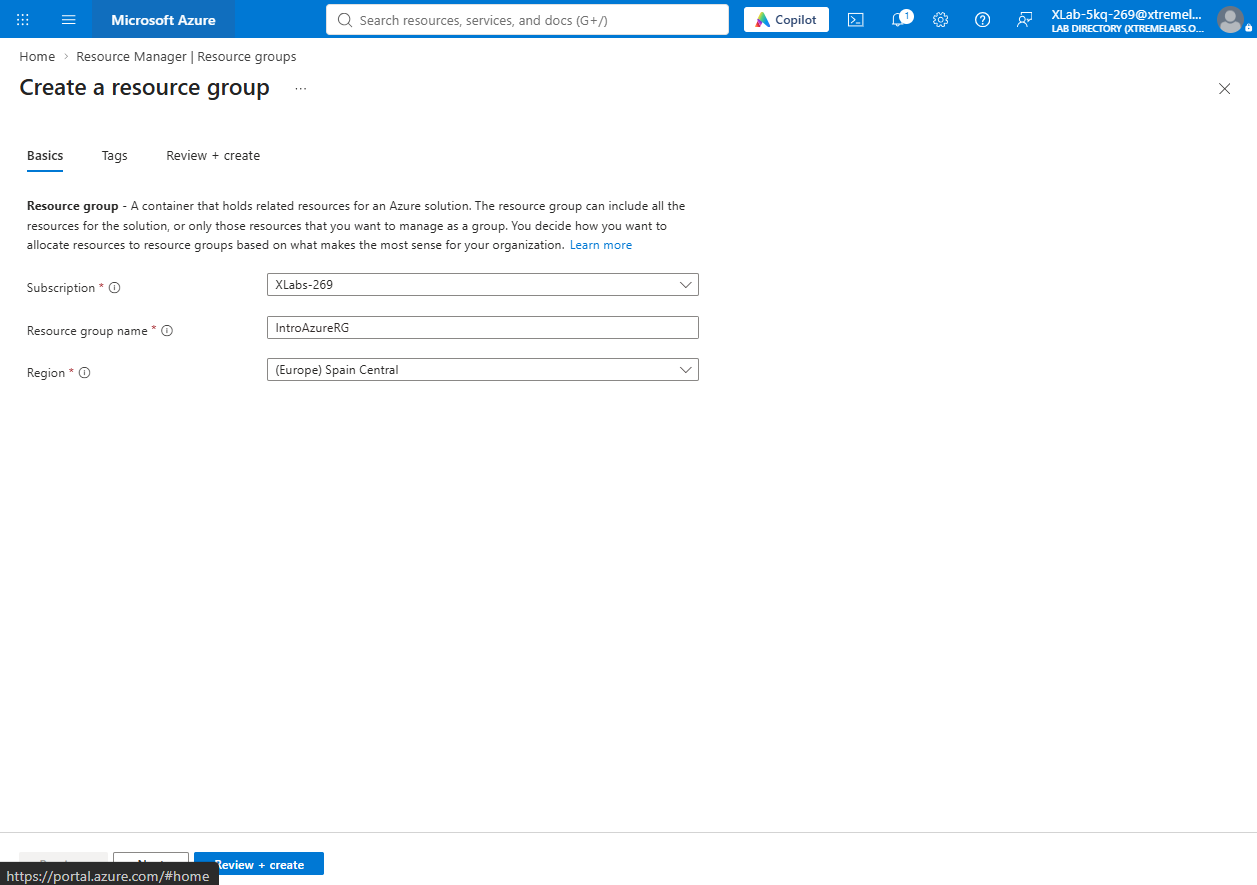 Microsoft Azure
Search resources, services, and docs (G+/)
Copilot
1
XLab-5kq-269@xtremel...
LAB DIRECTORY (XTREMELABS.O...
Home > Resource Manager | Resource groups
Create a resource group ...
Basics Tags Review + create
Resource group - A container that holds related resources for an Azure solution. The resource group can include all the
resources for the solution, or only those resources that you want to manage as a group. You decide how you want to
allocate resources to resource groups based on what makes the most sense for your organization. Learn more
Subscription *
XLabs-269
Resource group name *
IntroAzureRG
Region *
(Europe) Spain Central
Review + create
https://portal.azure.com/#home